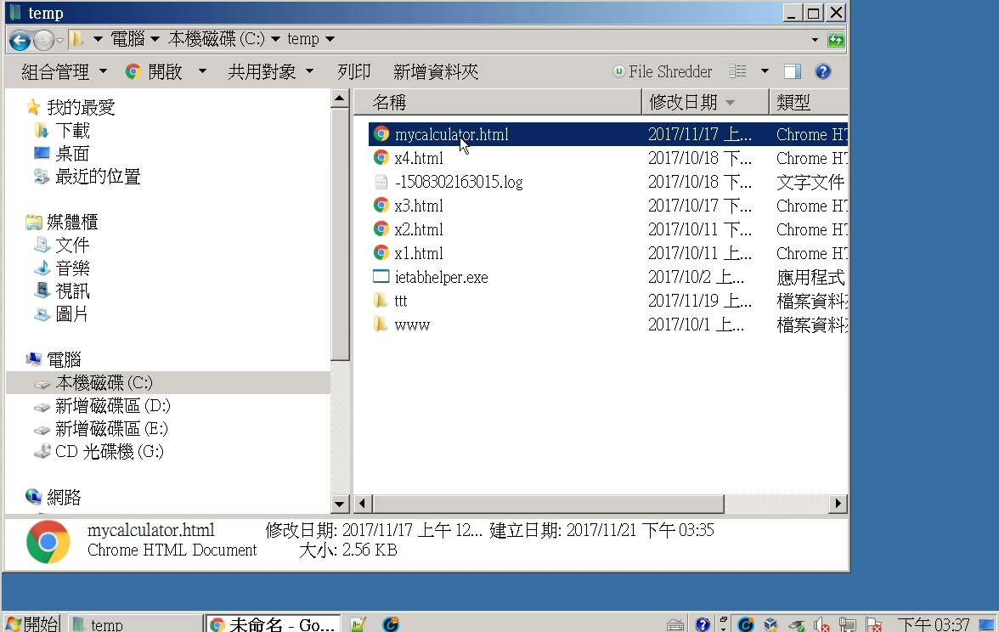 temp
電腦 本機磁碟 (C:) temp
組合管理 開啟 共用對象 列印 新增資料夾 File Shredder
我的最愛
下載
桌面
最近的位置
媒體櫃
文件
音樂
視訊
圖片
電腦
本機磁碟 (C:)
新增磁碟區 (D:)
新增磁碟區 (E:)
CD 光碟機 (G:)
網路
名稱 修改日期 類型
mycalculator.html 2017/11/17 上... Chrome HT
x4.html 2017/10/18 下... Chrome HT
-1508302163015.log 2017/10/18 下... 文字文件
x3.html 2017/10/17 下... Chrome HT
x2.html 2017/10/11 下... Chrome HT
x1.html 2017/10/11 上... Chrome HT
ietabhelper.exe 2017/10/2 上... 應用程式
ttt 2017/11/19 上... 檔案資料夾
www 2017/10/1 上... 檔案資料夾
mycalculator.html 修改日期: 2017/11/17 上午 12... 建立日期: 2017/11/21 下午 03:35
Chrome HTML Document 大小: 2.56 KB
開始 temp 未命名 - Go... 下午 03:37